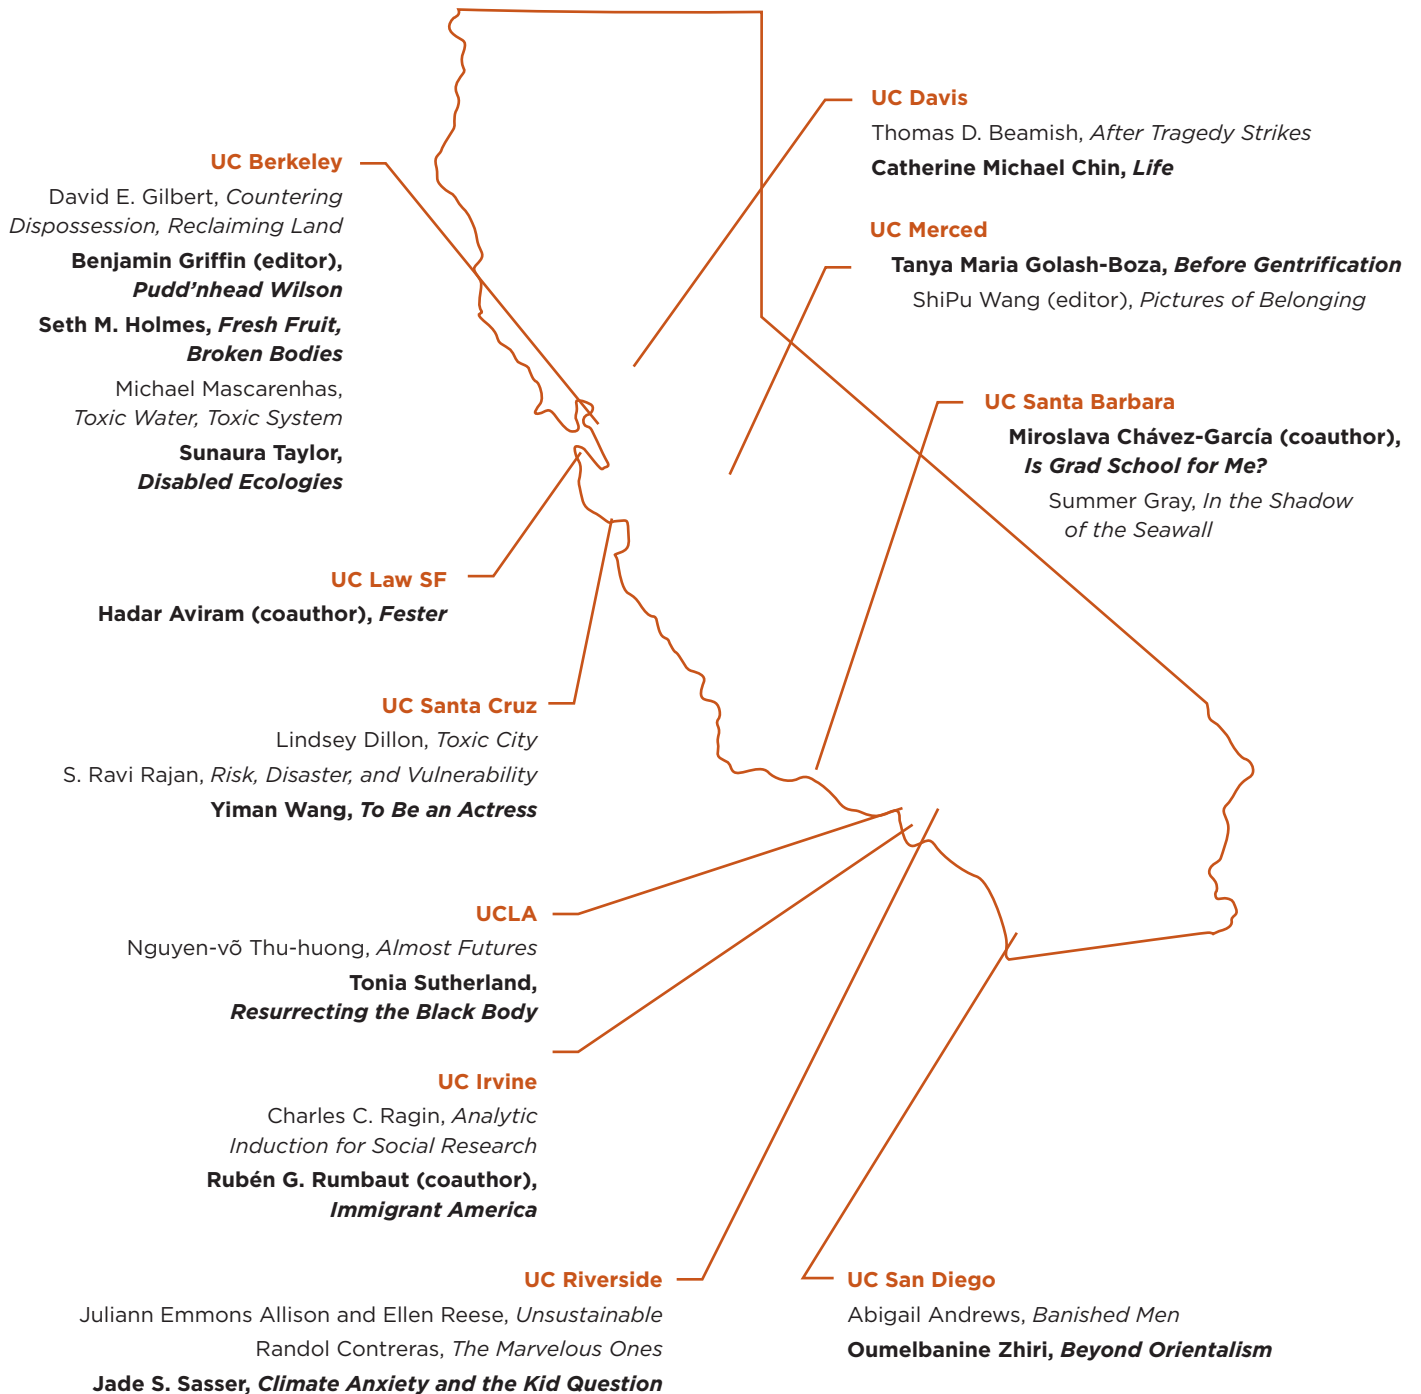 UC Berkeley
David E. Gilbert, Countering
Dispossession, Reclaiming Land
Benjamin Griffin (editor),
Pudd'nhead Wilson
Seth M. Holmes, Fresh Fruit,
Broken Bodies
Michael Mascarenhas,
Toxic Water, Toxic System
Sunaura Taylor,
Disabled Ecologies
UC Law SF
Hadar Aviram (coauthor), Fester
UC Santa Cruz
Lindsey Dillon, Toxic City
S. Ravi Rajan, Risk, Disaster, and Vulnerability
Yiman Wang, To Be an Actress
UCLA
Nguyen-võ Thu-huong, Almost Futures
Tonia Sutherland,
Resurrecting the Black Body
UC Irvine
Charles C. Ragin, Analytic
Induction for Social Research
Rubén G. Rumbaut (coauthor),
Immigrant America
UC Riverside
Juliann Emmons Allison and Ellen Reese, Unsustainable
Randol Contreras, The Marvelous Ones
Jade S. Sasser, Climate Anxiety and the Kid Question
UC Davis
Thomas D. Beamish, After Tragedy Strikes
Catherine Michael Chin, Life
UC Merced
Tanya Maria Golash-Boza, Before Gentrification
ShiPu Wang (editor), Pictures of Belonging
UC Santa Barbara
Miroslava Chávez-García (coauthor),
Is Grad School for Me?
Summer Gray, In the Shadow
of the Seawall
UC San Diego
Abigail Andrews, Banished Men
Oumelbanine Zhiri, Beyond Orientalism